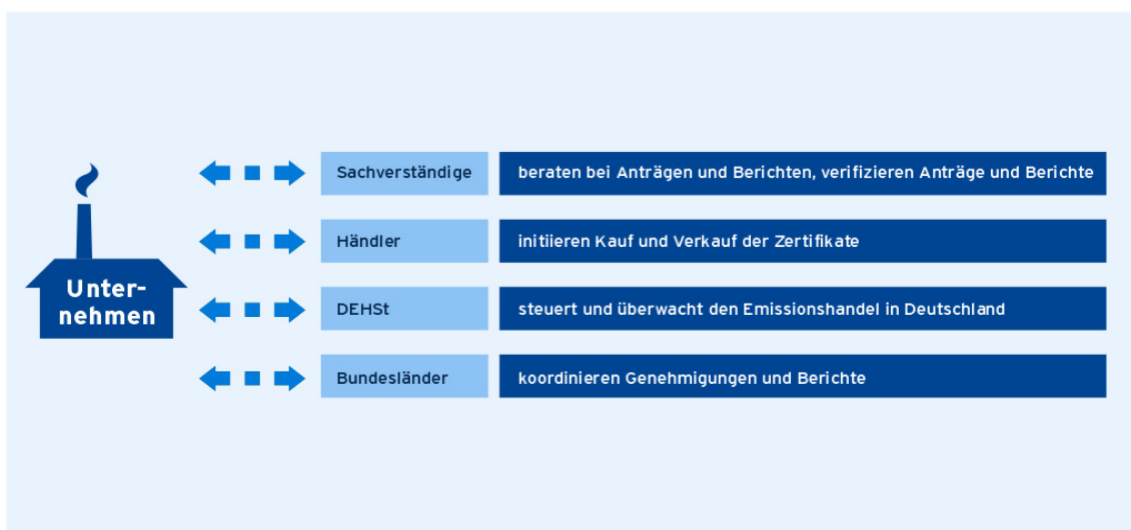 Sachverständige
beraten bei Anträgen und Berichten, verifizieren Anträge und Berichte
Händler
initiieren Kauf und Verkauf der Zertifikate
Unter-
nehmen
DEHSt
steuert und überwacht den Emissionshandel in Deutschland
Bundesländer
koordinieren Genehmigungen und Berichte